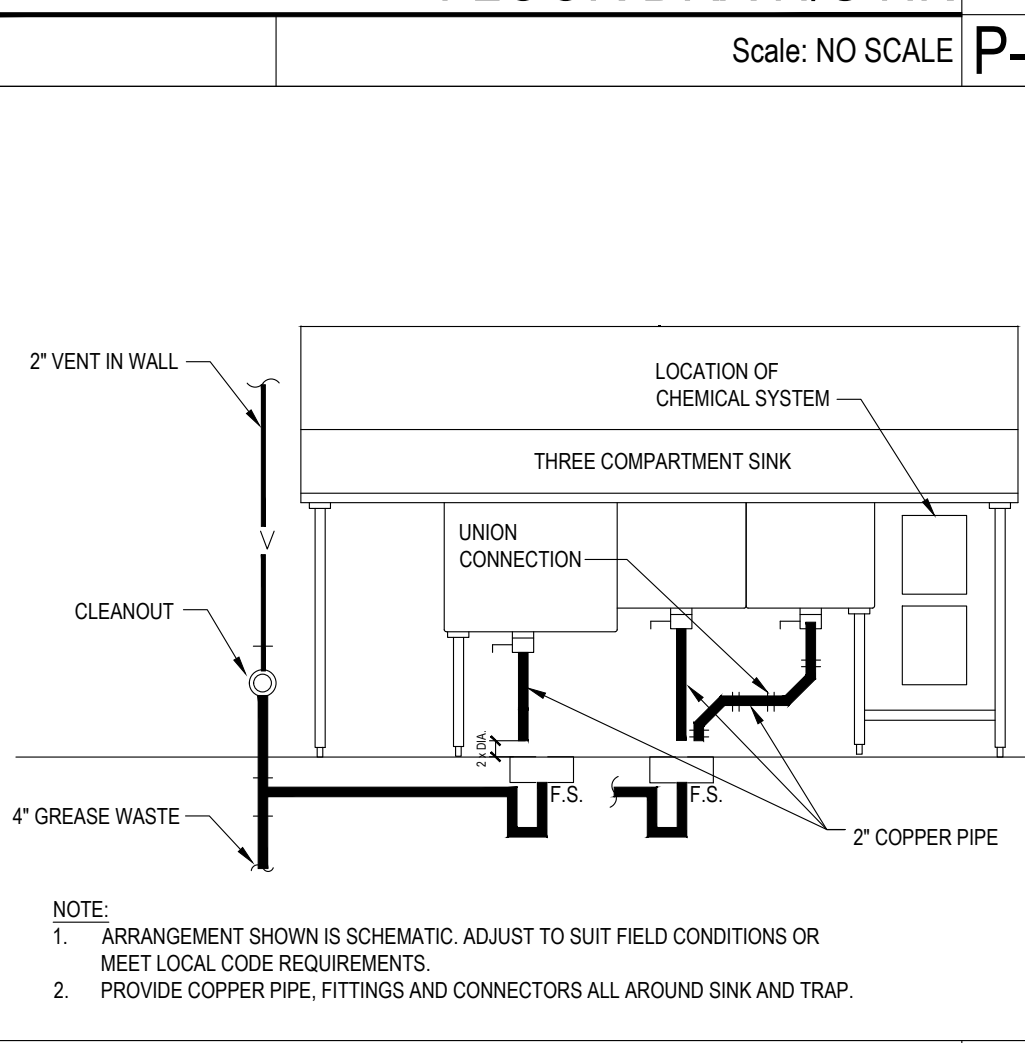 Scale: NO SCALE
P-
2" VENT IN WALL
LOCATION OF
CHEMICAL SYSTEM
THREE COMPARTMENT SINK
UNION
CONNECTION
CLEANOUT
2 x DIA.
F.S.
F.S.
4" GREASE WASTE
2" COPPER PIPE
NOTE:
1. ARRANGEMENT SHOWN IS SCHEMATIC. ADJUST TO SUIT FIELD CONDITIONS OR
MEET LOCAL CODE REQUIREMENTS.
2. PROVIDE COPPER PIPE, FITTINGS AND CONNECTORS ALL AROUND SINK AND TRAP.